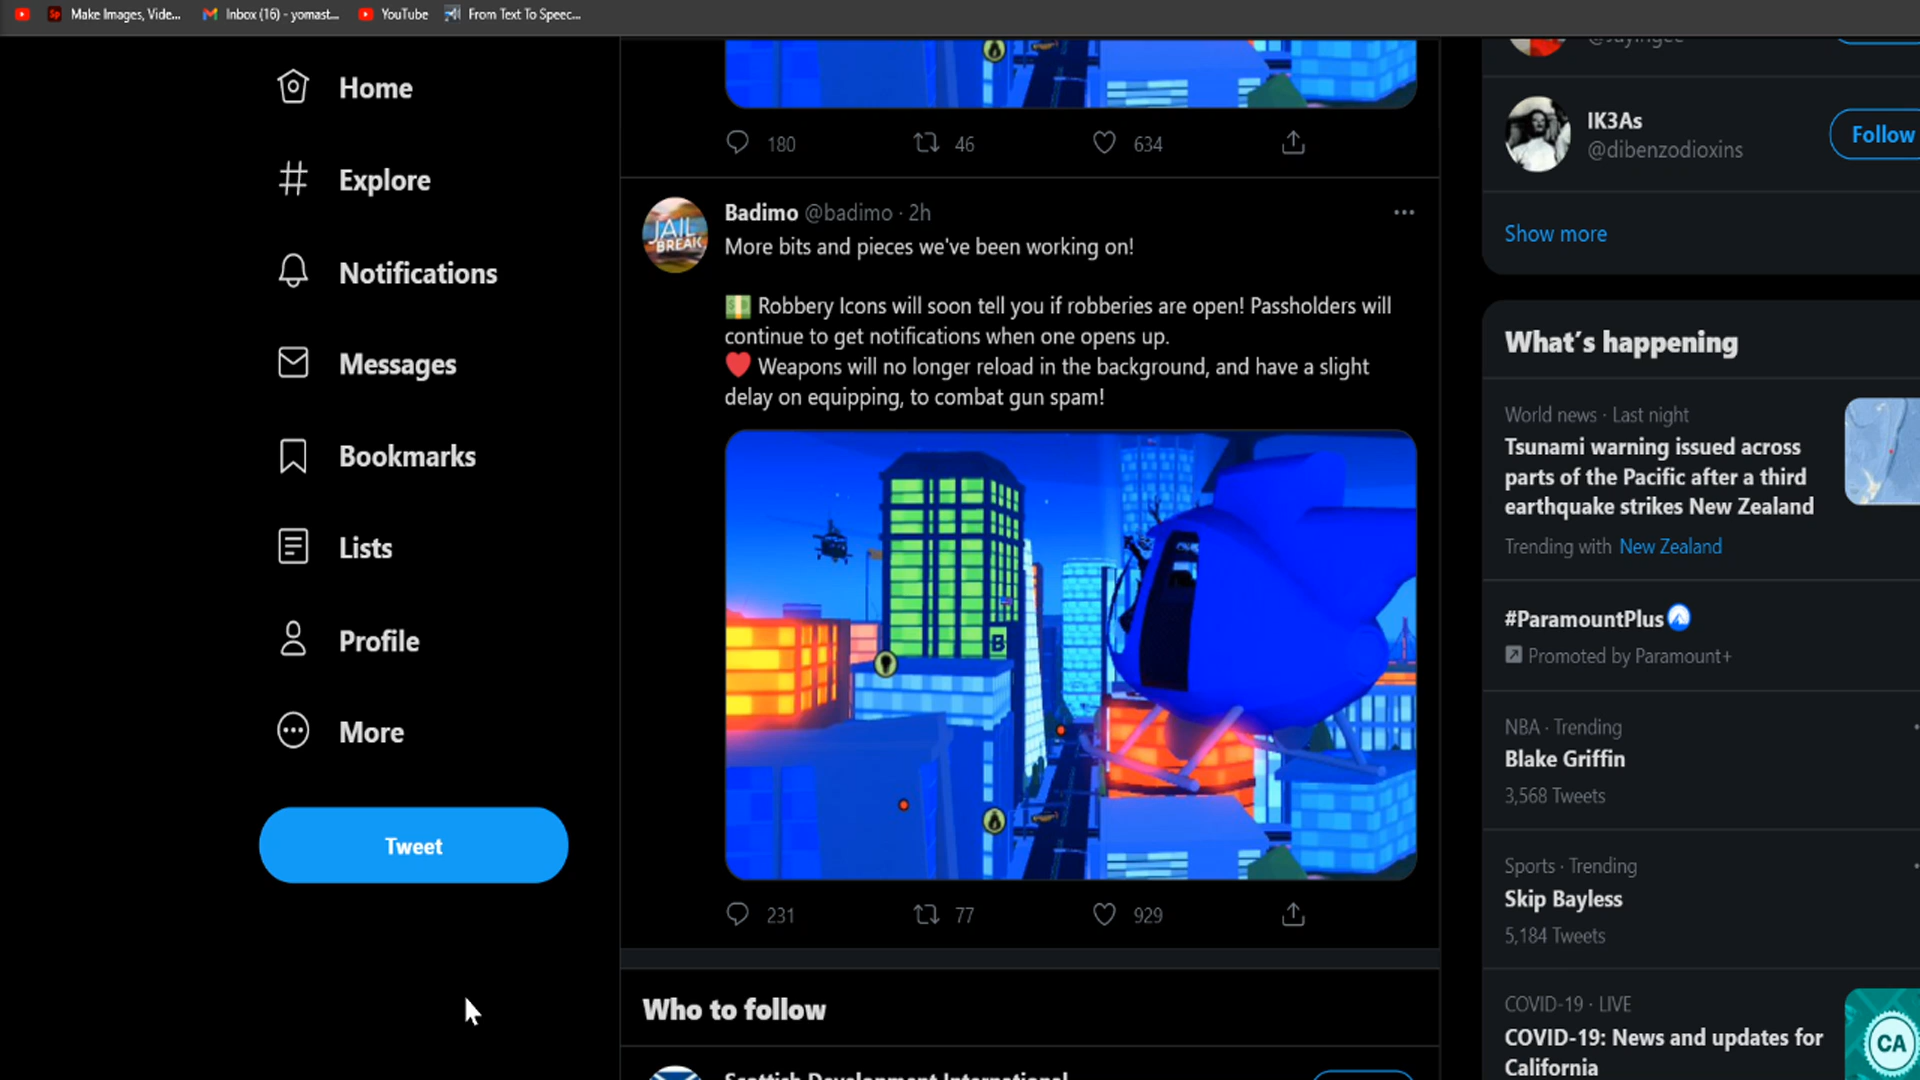 Make Images, Vide...
Inbox (16) - yomast...
YouTube
From Text To Speec...
Home
Explore
Notifications
Messages
Bookmarks
Lists
Profile
More
Tweet
180
46
634
JAIL
BREAK
Badimo @badimo · 2h
More bits and pieces we've been working on!
💵 Robbery Icons will soon tell you if robberies are open! Passholders will
continue to get notifications when one opens up.
❤️ Weapons will no longer reload in the background, and have a slight
delay on equipping, to combat gun spam!
B
231
77
929
Who to follow
Scottish Development International
IK3As
@dibenzodioxins
Follow
Show more
What's happening
World news · Last night
Tsunami warning issued across
parts of the Pacific after a third
earthquake strikes New Zealand
Trending with New Zealand
#ParamountPlus
Promoted by Paramount+
NBA · Trending
Blake Griffin
3,568 Tweets
Sports · Trending
Skip Bayless
5,184 Tweets
COVID-19 · LIVE
COVID-19: News and updates for
California
CA